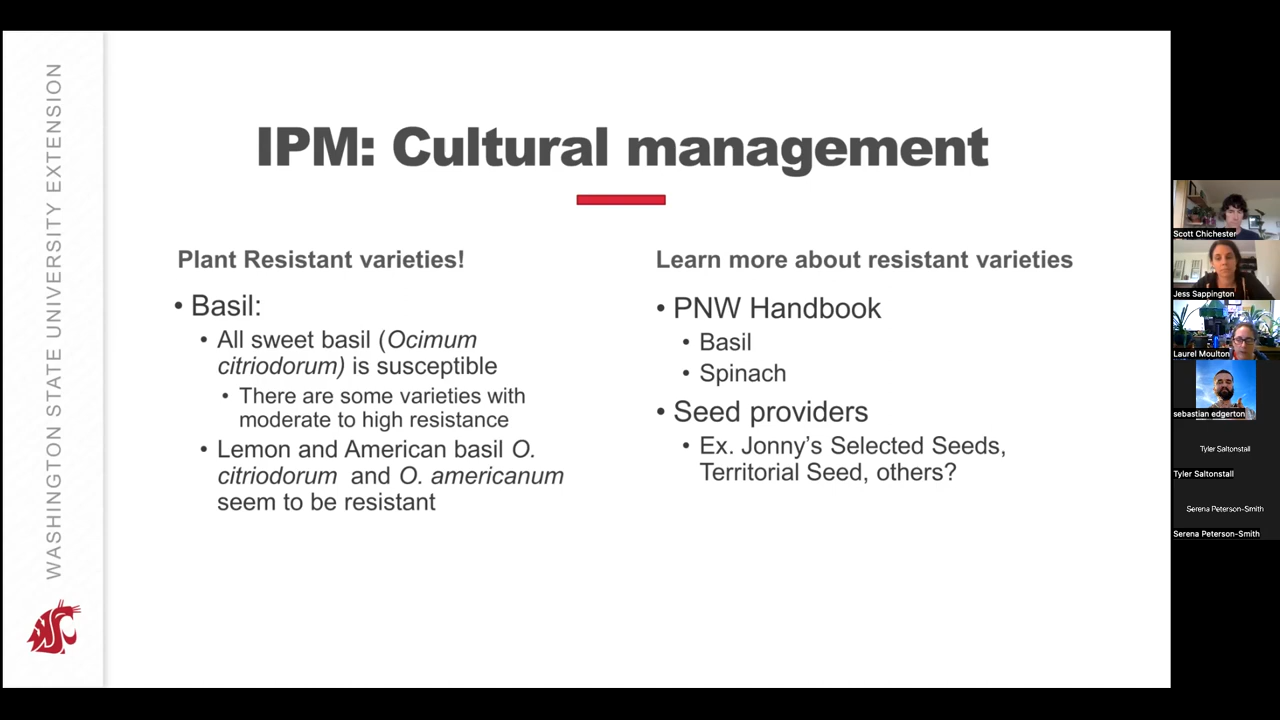 WASHINGTON STATE UNIVERSITY EXTENSION
IPM: Cultural management
Plant Resistant varieties!
• Basil:
• All sweet basil (Ocimum
citriodorum) is susceptible
• There are some varieties with
moderate to high resistance
• Lemon and American basil O.
citriodorum and O. americanum
seem to be resistant
Learn more about resistant varieties
• PNW Handbook
• Basil
• Spinach
• Seed providers
• Ex. Jonny's Selected Seeds,
Territorial Seed, others?
Scott Chichester
Jess Sappington
Laurel Moulton
sebastian edgerton
Tyler Saltonstall
Tyler Saltonstall
Serena Peterson-Smith
Serena Peterson-Smith